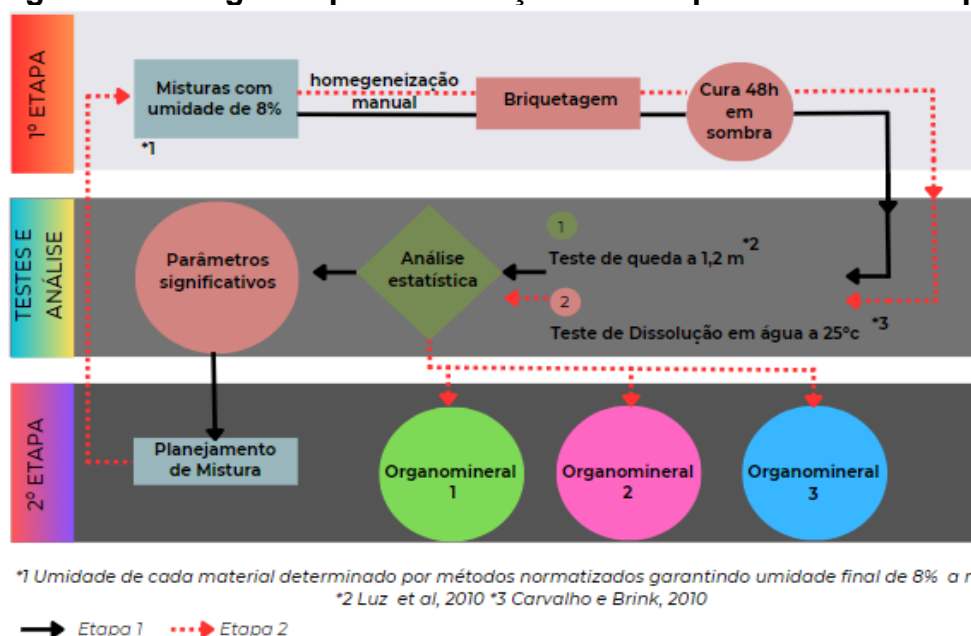 1º ETAPA
Misturas com
umidade de 8%
*1
homegeneização
manual
Briquetagem
Cura 48h
em
sombra
TESTES E
ANÁLISE
Parâmetros
significativos
Análise
estatística
1
Teste de queda a 1,2 m *2
2
Teste de Dissolução em água a 25ºc *3
2º ETAPA
Planejamento
de Mistura
Organomineral
1
Organomineral
2
Organomineral
3
*1 Umidade de cada material determinado por métodos normatizados garantindo umidade final de 8% a
*2 Luz et al, 2010 *3 Carvalho e Brink, 2010
Etapa 1 Etapa 2